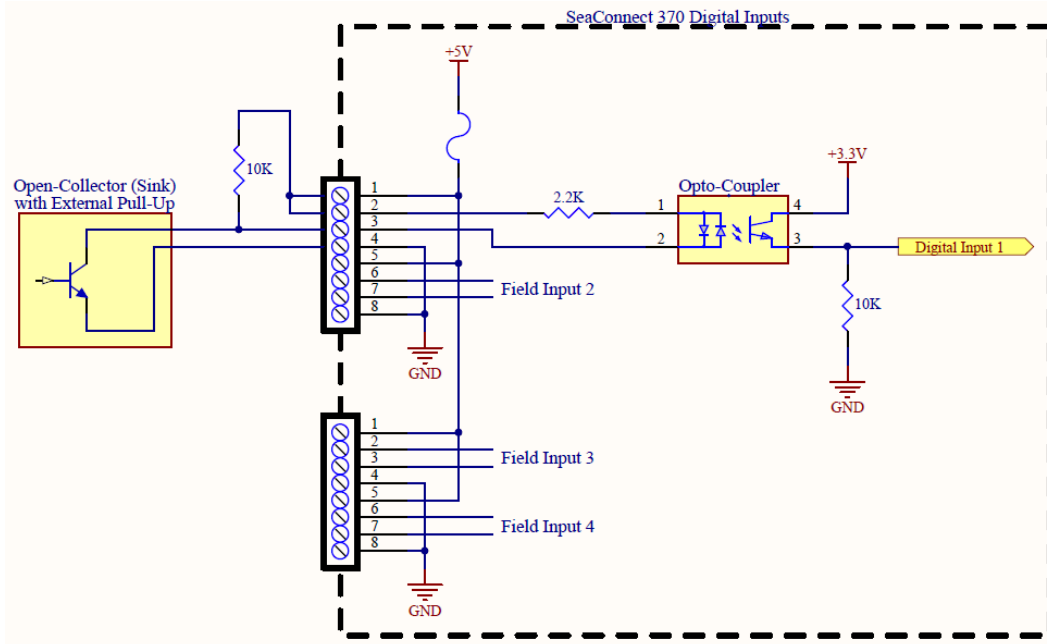 SeaConnect 370 Digital Inputs
+5V
10K
Open-Collector (Sink)
with External Pull-Up
1
2
3
4
5
6
7
8
2.2K
Opto-Coupler
+3.3V
1
2
4
3
Digital Input 1
Field Input 2
10K
GND
GND
1
2
3
4
5
6
7
8
Field Input 3
Field Input 4
GND